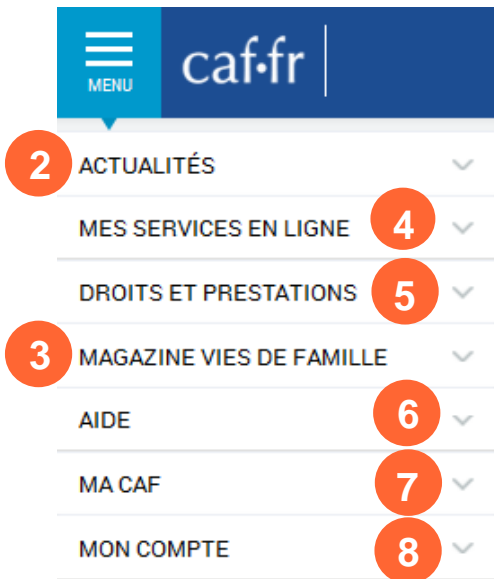 MENU caf·fr
2 ACTUALITÉS
MES SERVICES EN LIGNE 4
DROITS ET PRESTATIONS 5
3 MAGAZINE VIES DE FAMILLE
AIDE 6
MA CAF 7
MON COMPTE 8